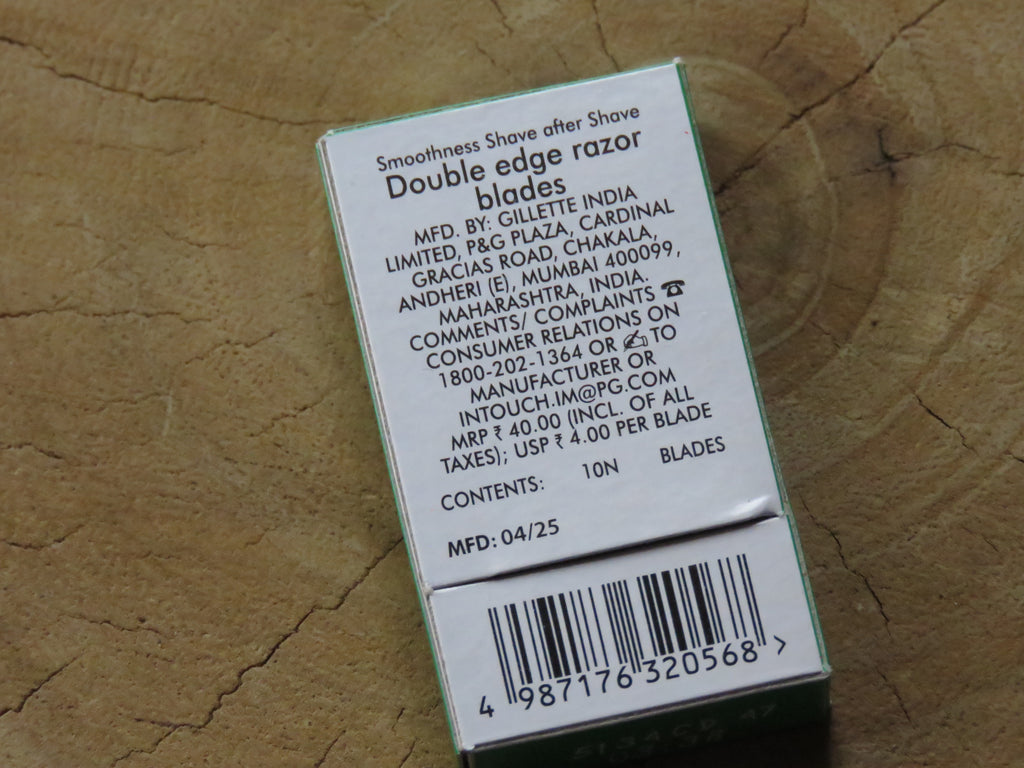 Smoothness Shave after Shave
Double edge razor
blades
MFD. BY: GILLETTE INDIA
LIMITED, P&G PLAZA, CARDINAL
GRACIAS ROAD, CHAKALA,
ANDHERI (E), MUMBAI 400099,
MAHARASHTRA, INDIA.
COMMENTS/ COMPLAINTS ☎
CONSUMER RELATIONS ON
1800-202-1364 OR ✍ TO
MANUFACTURER OR
INTOUCH.IM@PG.COM
MRP ₹ 40.00 (INCL. OF ALL
TAXES); USP ₹ 4.00 PER BLADE
CONTENTS: 10N BLADES
MFD: 04/25
4 987176 320568 >